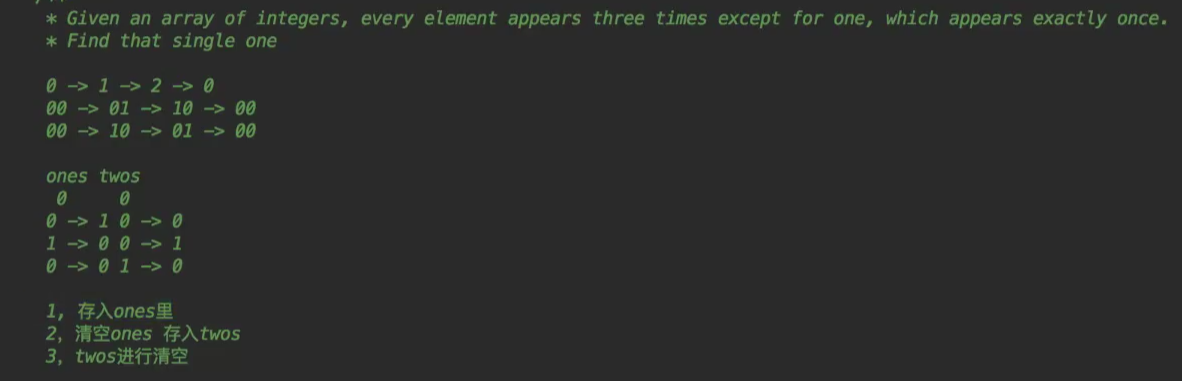 * Given an array of integers, every element appears three times except for one, which appears exactly once.
* Find that single one
0 -> 1 -> 2 -> 0
00 -> 01 -> 10 -> 00
00 -> 10 -> 01 -> 00
ones twos
0 0
0 -> 1 0 -> 0
1 -> 0 0 -> 1
0 -> 0 1 -> 0
1, 存入ones里
2, 清空ones 存入twos
3, twos进行清空